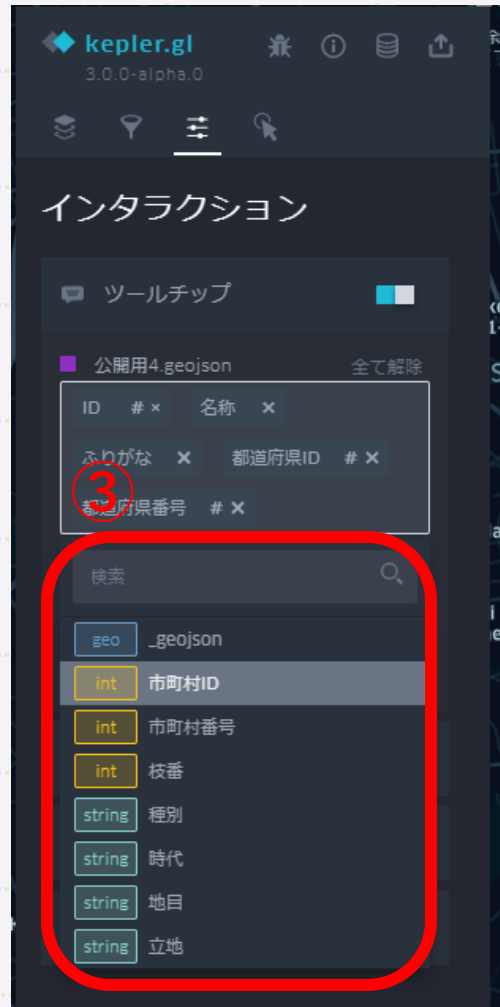 kepler.gl
3.0.0-alpha.0
インタラクション
ツールチップ
公開用4.geojson 全て解除
ID # × 名称 ×
ふりがな × 都道府県ID # ×
③
都道府県番号 # ×
検索
geo _geojson
int 市町村ID
int 市町村番号
int 枝番
string 種別
string 時代
string 地目
string 立地